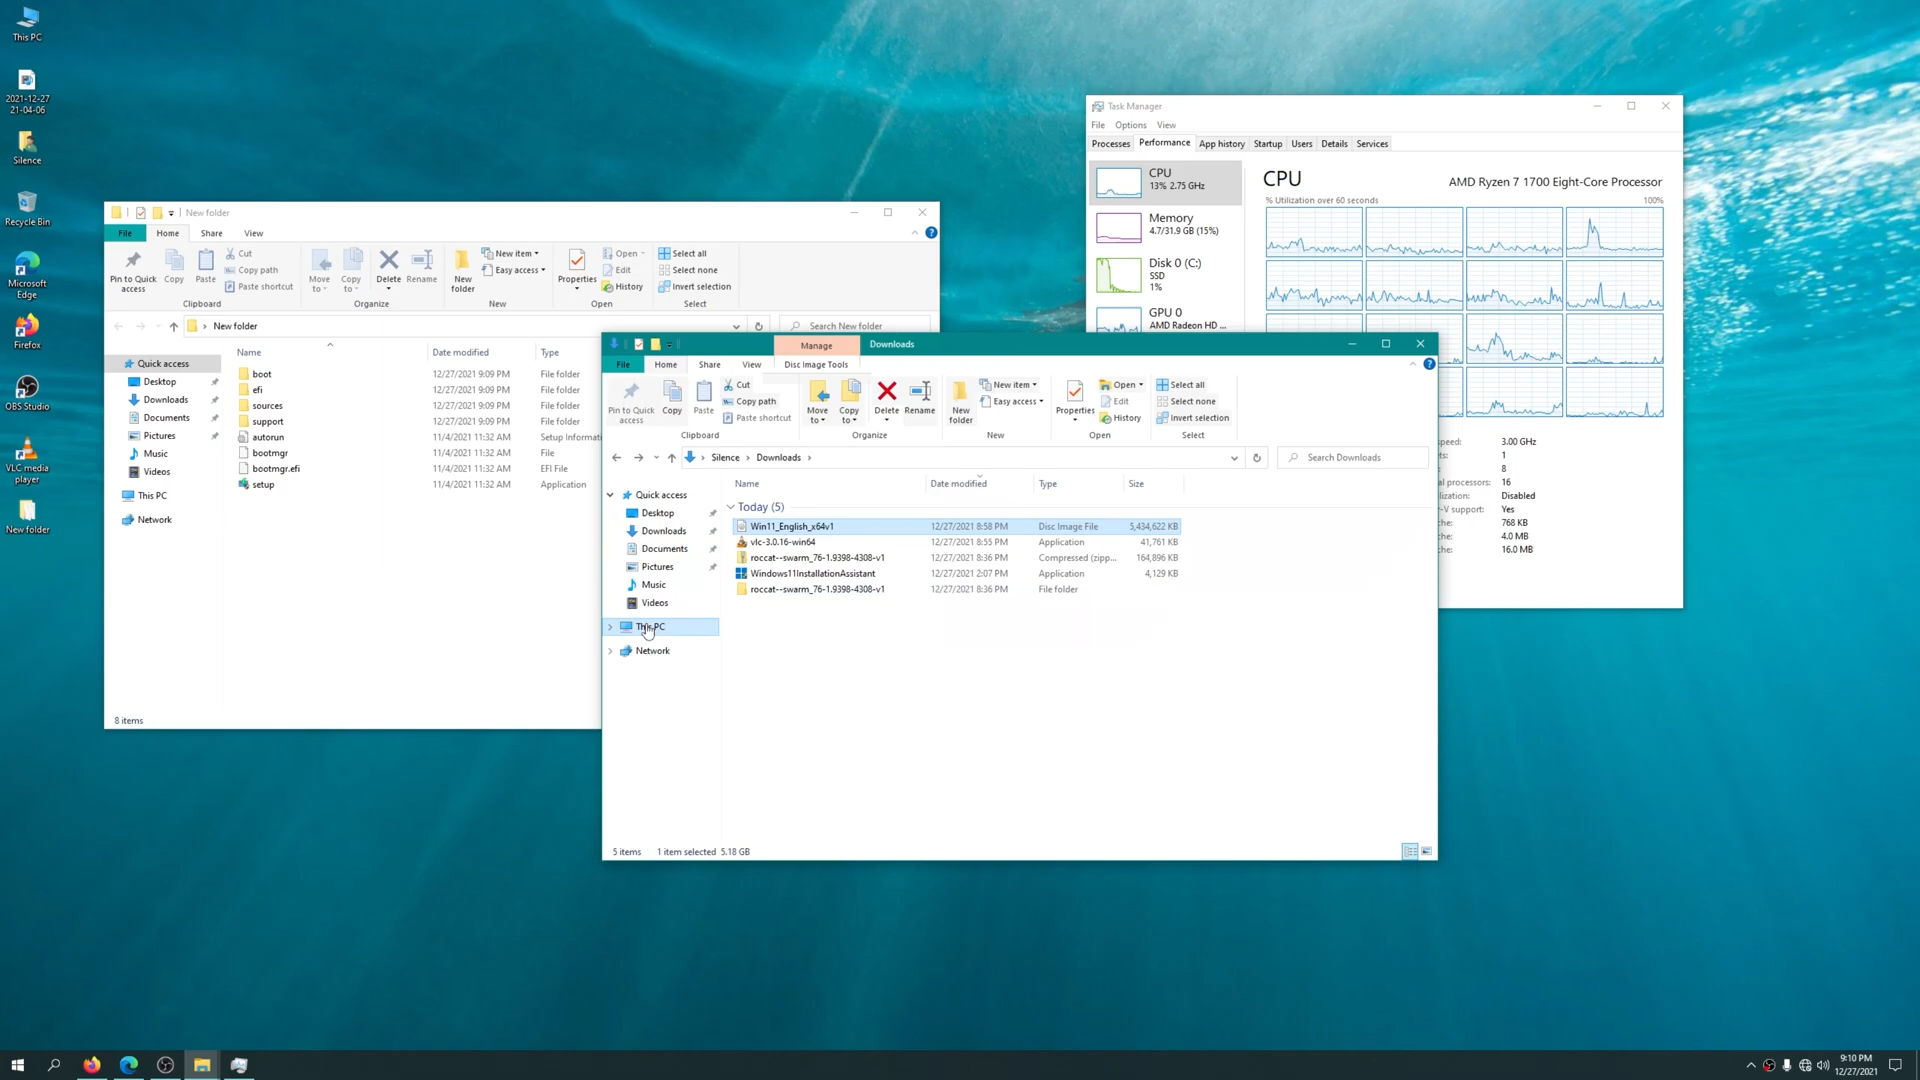 This PC
2021-12-27
21-04-06
Silence
Recycle Bin
Microsoft
Edge
Firefox
OBS Studio
VLC media
player
New folder
New folder
File
Home
Share
View
Pin to Quick
access
Copy
Paste
Cut
Copy path
Paste shortcut
Clipboard
Move
to
Copy
to
Delete
Rename
Organize
New
folder
New item
Easy access
New
Properties
Open
Edit
History
Open
Select all
Select none
Invert selection
Select
New folder
Search New folder
Quick access
Desktop
Downloads
Documents
Pictures
Music
Videos
This PC
Network
Name
Date modified
Type
boot 12/27/2021 9:09 PM File folder
efi 12/27/2021 9:09 PM File folder
sources 12/27/2021 9:09 PM File folder
support 12/27/2021 9:09 PM File folder
autorun 11/4/2021 11:32 AM Setup Informa
bootmgr 11/4/2021 11:32 AM File
bootmgr.efi 11/4/2021 11:32 AM EFI File
setup 11/4/2021 11:32 AM Application
8 items
Task Manager
File Options View
Processes Performance App history Startup Users Details Services
CPU
13% 2.75 GHz
Memory
4.7/31.9 GB (15%)
Disk 0 (C:)
SSD
1%
GPU 0
AMD Radeon HD ...
CPU
AMD Ryzen 7 1700 Eight-Core Processor
% Utilization over 60 seconds
100%
peed: 3.00 GHz
ets: 1
8
al processors: 16
lization: Disabled
r-V support: Yes
che: 768 KB
che: 4.0 MB
che: 16.0 MB
Manage
Downloads
File
Home
Share
View
Disc Image Tools
Pin to Quick
access
Copy
Paste
Cut
Copy path
Paste shortcut
Clipboard
Move
to
Copy
to
Delete
Rename
Organize
New
folder
New item
Easy access
New
Properties
Open
Edit
History
Open
Select all
Select none
Invert selection
Select
Silence
Downloads
Search Downloads
Quick access
Desktop
Downloads
Documents
Pictures
Music
Videos
This PC
Network
Name
Date modified
Type
Size
Today (5)
Win11_English_x64v1 12/27/2021 8:58 PM Disc Image File 5,434,622 KB
vlc-3.0.16-win64 12/27/2021 8:55 PM Application 41,761 KB
roccat--swarm_76-1.9398-4308-v1 12/27/2021 8:36 PM Compressed (zipp... 164,896 KB
Windows11InstallationAssistant 12/27/2021 2:07 PM Application 4,129 KB
roccat--swarm_76-1.9398-4308-v1 12/27/2021 8:36 PM File folder
5 items 1 item selected 5.18 GB
9:10 PM
12/27/2021